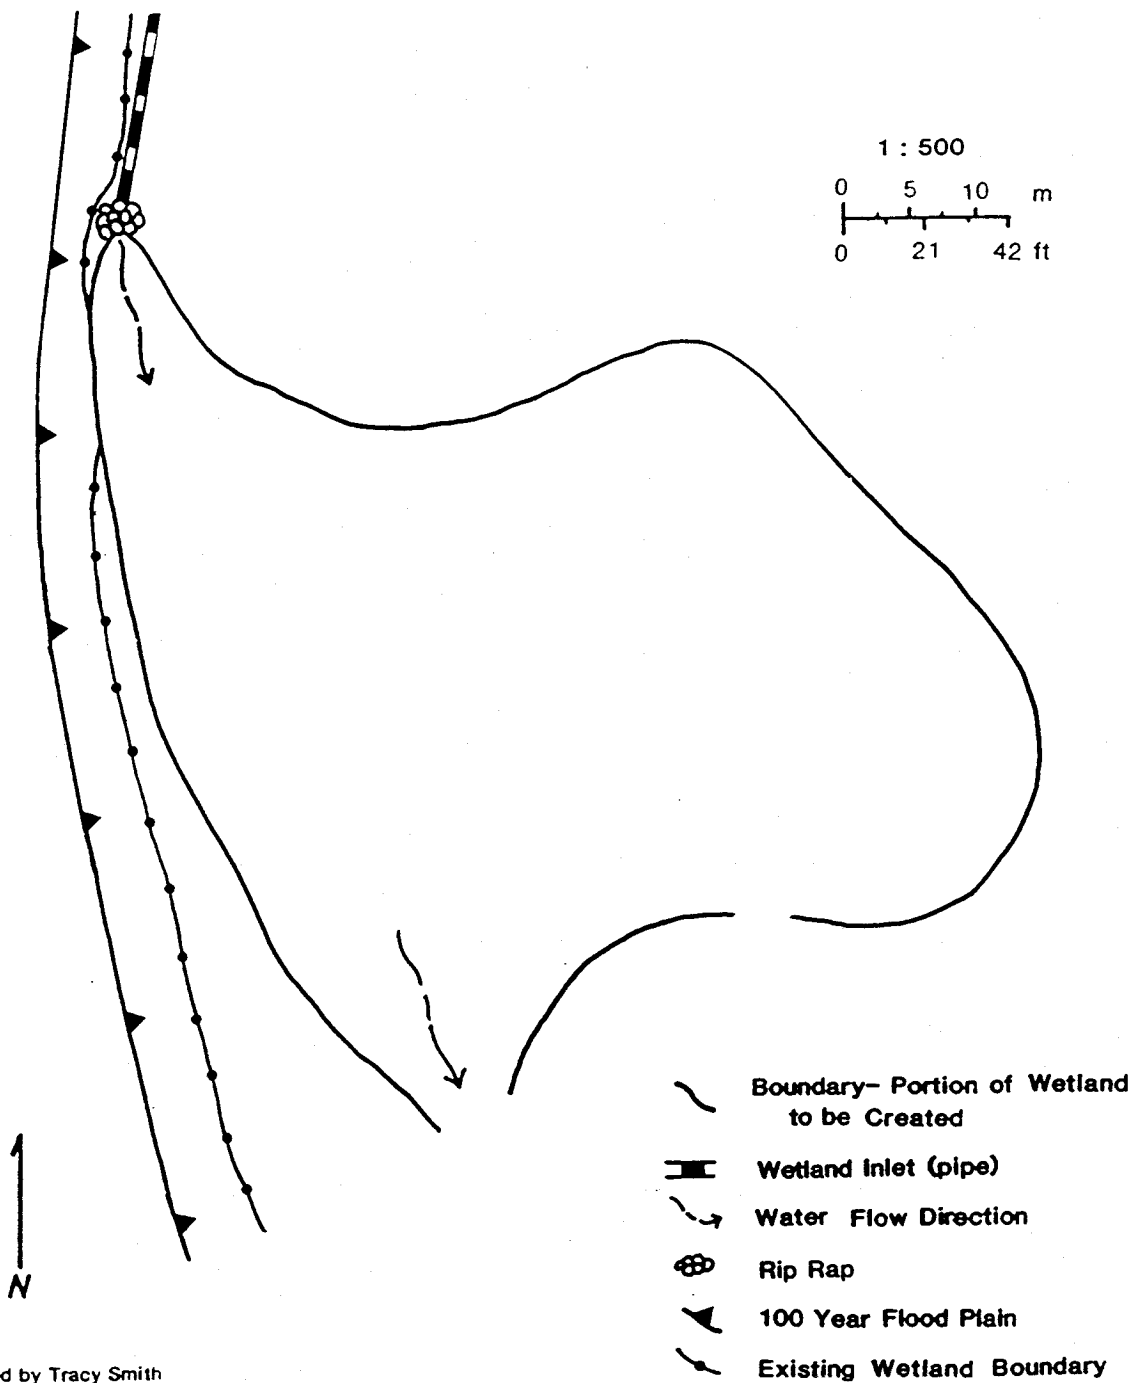 1 : 500
0 5 10 m
0 21 42 ft
Boundary- Portion of Wetland
to be Created
Wetland Inlet (pipe)
Water Flow Direction
Rip Rap
100 Year Flood Plain
Existing Wetland Boundary
N
d by Tracy Smith